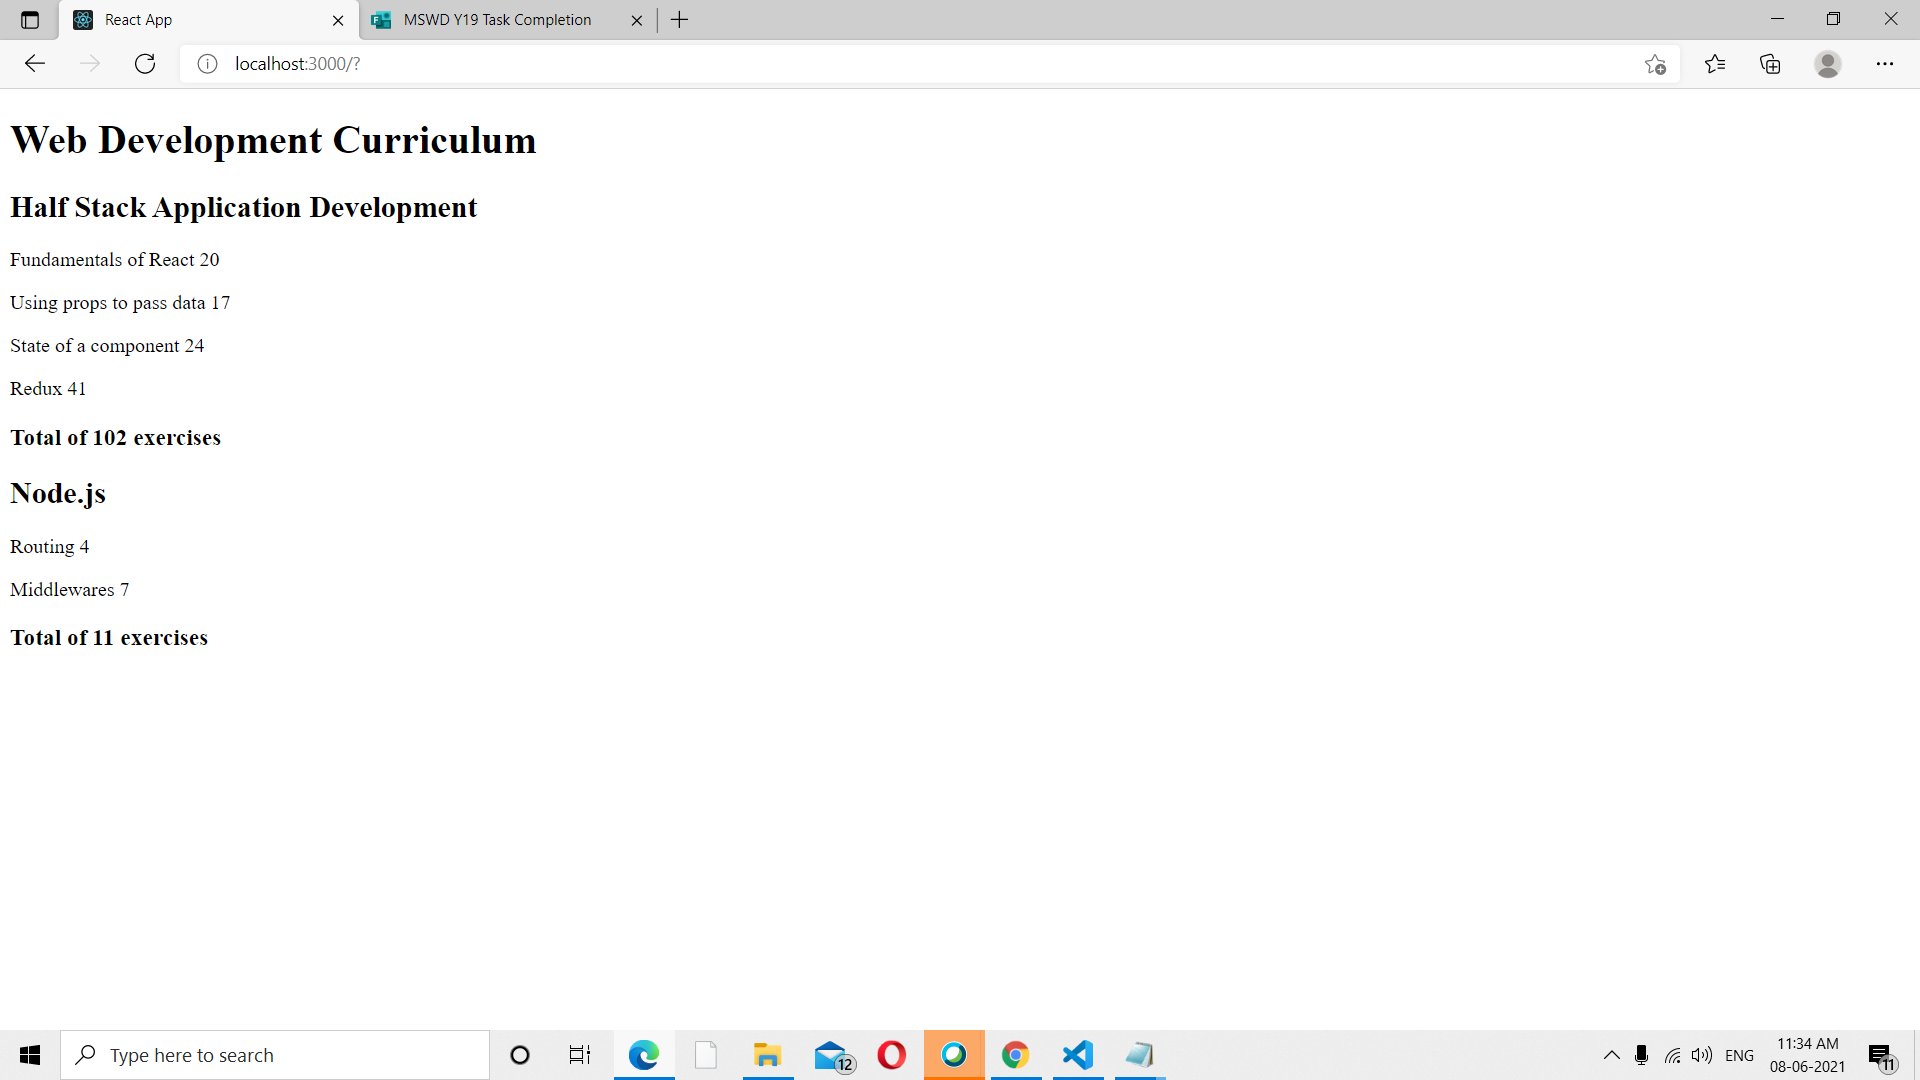 React App
MSWD Y19 Task Completion
localhost:3000/?
Web Development Curriculum
Half Stack Application Development
Fundamentals of React 20
Using props to pass data 17
State of a component 24
Redux 41
Total of 102 exercises
Node.js
Routing 4
Middlewares 7
Total of 11 exercises
Type here to search
12
ENG
11:34 AM
08-06-2021
11